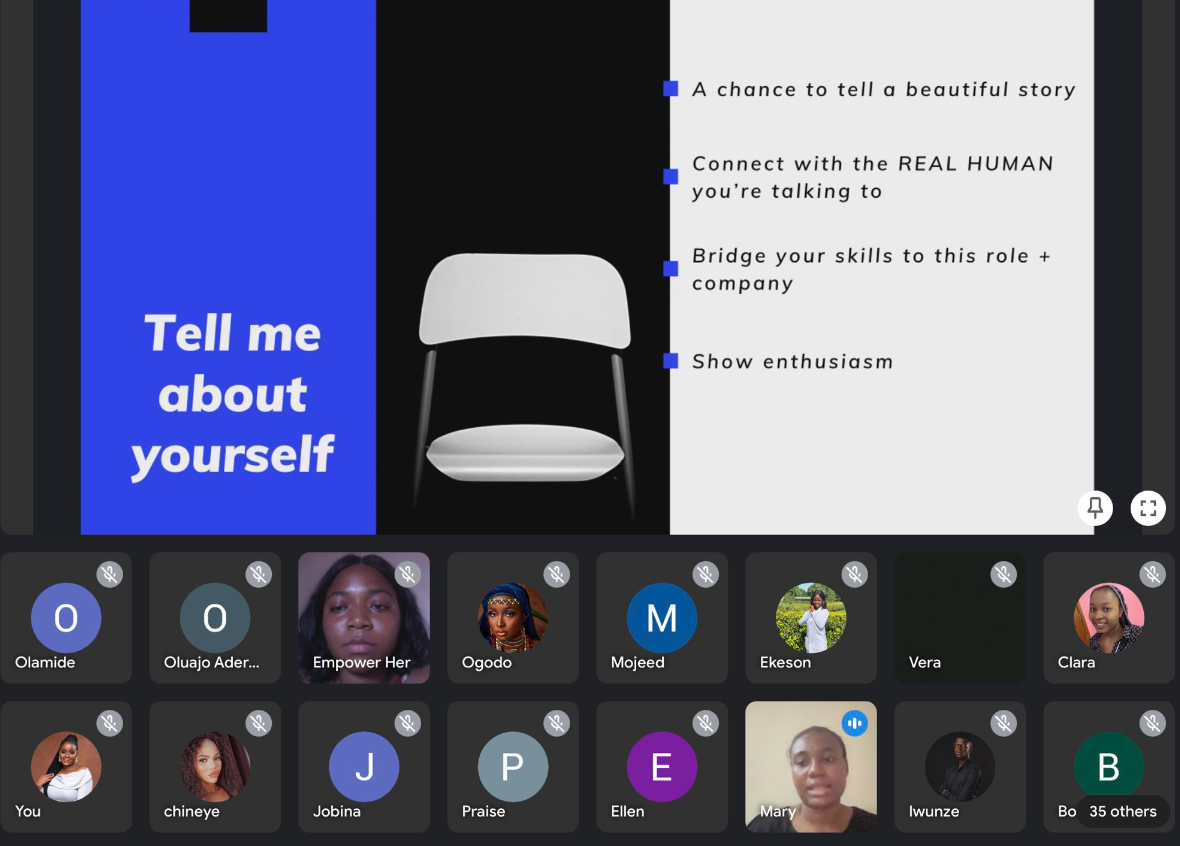 Tell me
about
yourself
A chance to tell a beautiful story
Connect with the REAL HUMAN
you're talking to
Bridge your skills to this role +
company
Show enthusiasm
O
Olamide
O
Oluajo Ader...
Empower Her
Ogodo
M
Mojeed
Ekeson
Vera
Clara
You
chineye
J
Jobina
P
Praise
E
Ellen
Mary
Iwunze
B
Bo
35 others